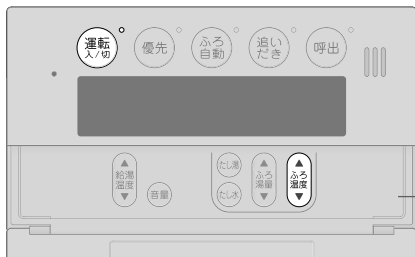 運転
入/切
優先
ふろ
自動
追い
だき
呼出
給湯
温度
音量
たし湯
たし水
ふろ
湯量
ふろ
温度